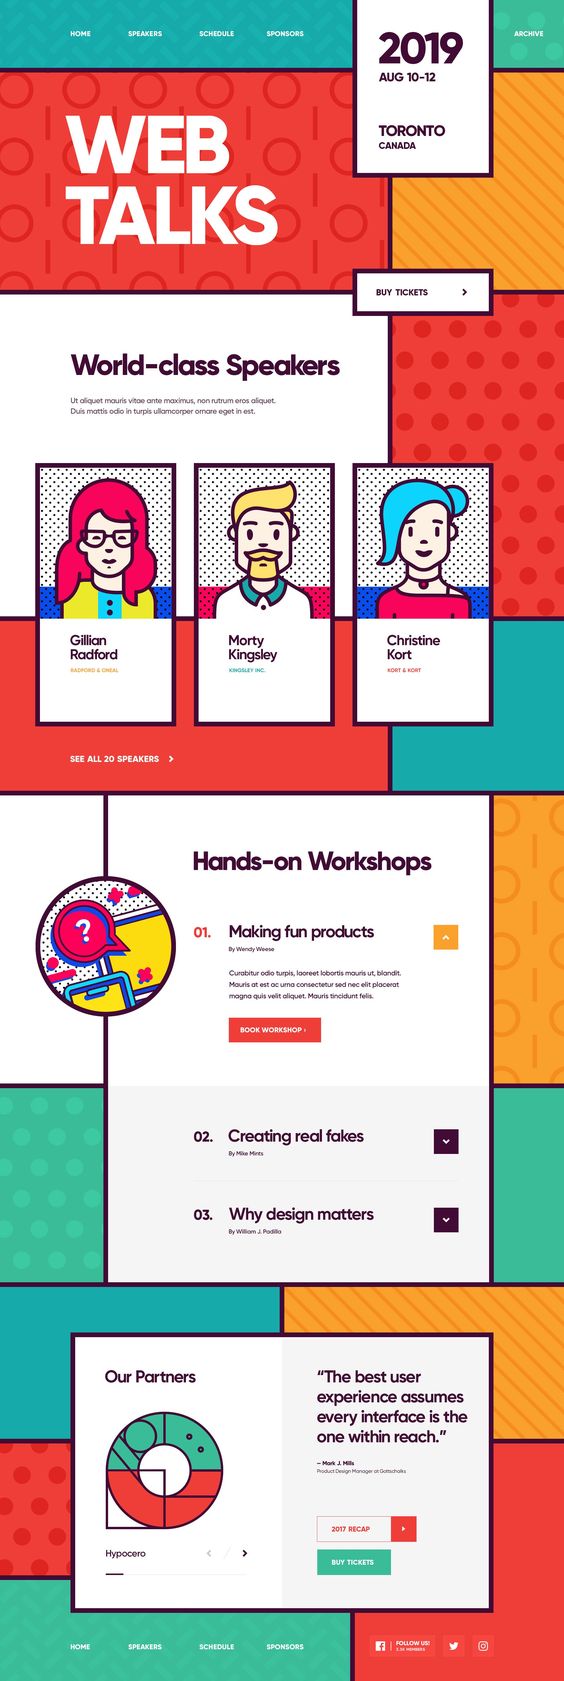 HOME SPEAKERS SCHEDULE SPONSORS ARCHIVE
2019
AUG 10-12
TORONTO
CANADA
WEB
TALKS
BUY TICKETS
World-class Speakers
Ut aliquet mauris vitae ante maximus, non rutrum eros aliquet.
Duis mattis odio in turpis ullamcorper ornare eget in est.
Gillian
Radford
RADFORD & ONEAL
Morty
Kingsley
KINGSLEY INC.
Christine
Kort
KORT & KORT
SEE ALL 20 SPEAKERS
Hands-on Workshops
?
01. Making fun products
By Wendy Weese
Curabitur odio turpis, laoreet lobortis mauris ut, blandit.
Mauris at est ac urna consectetur sed nec elit placerat
magna quis velit aliquet. Mauris tincidunt felis.
BOOK WORKSHOP ›
02. Creating real fakes
By Mike Mints
03. Why design matters
By William J. Padilla
Our Partners
Hypocero
“The best user
experience assumes
every interface is the
one within reach.”
— Mark J. Mills
Product Design Manager at Gottschalks
2017 RECAP
BUY TICKETS
HOME SPEAKERS SCHEDULE SPONSORS
FOLLOW US!
3.5K MEMBERS